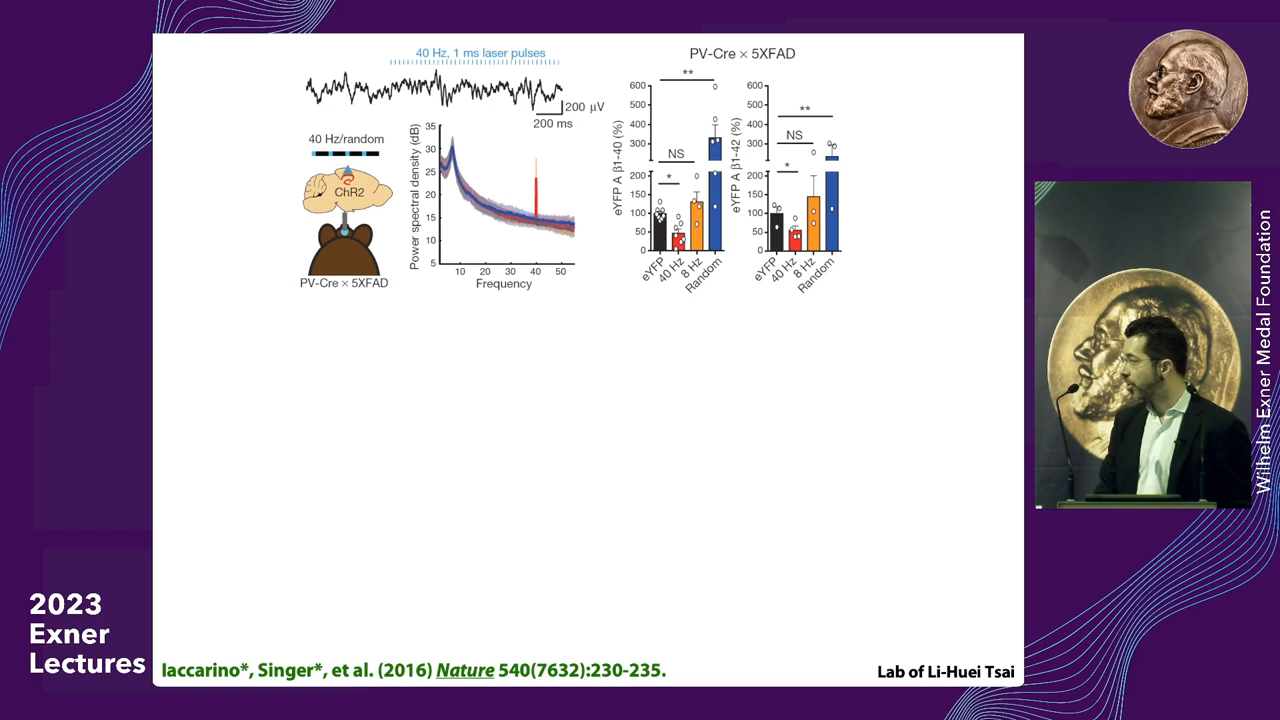 40 Hz, 1 ms laser pulses
200 μV
200 ms
40 Hz/random
ChR2
PV-Cre × 5XFAD
Power spectral density (dB)
35
30
25
20
15
10
5
10 20 30 40 50
Frequency
PV-Cre × 5XFAD
eYFP A β1-40 (%)
600
500
400
300
200
150
100
50
0
**
NS
*
eYFP
40 Hz
8 Hz
Random
eYFP A β1-42 (%)
600
500
400
300
200
150
100
50
0
**
NS
*
eYFP
40 Hz
8 Hz
Random
Wilhelm Exner Medal Foundation
2023
Exner
Lectures
Iaccarino*, Singer*, et al. (2016) Nature 540(7632):230-235.
Lab of Li-Huei Tsai